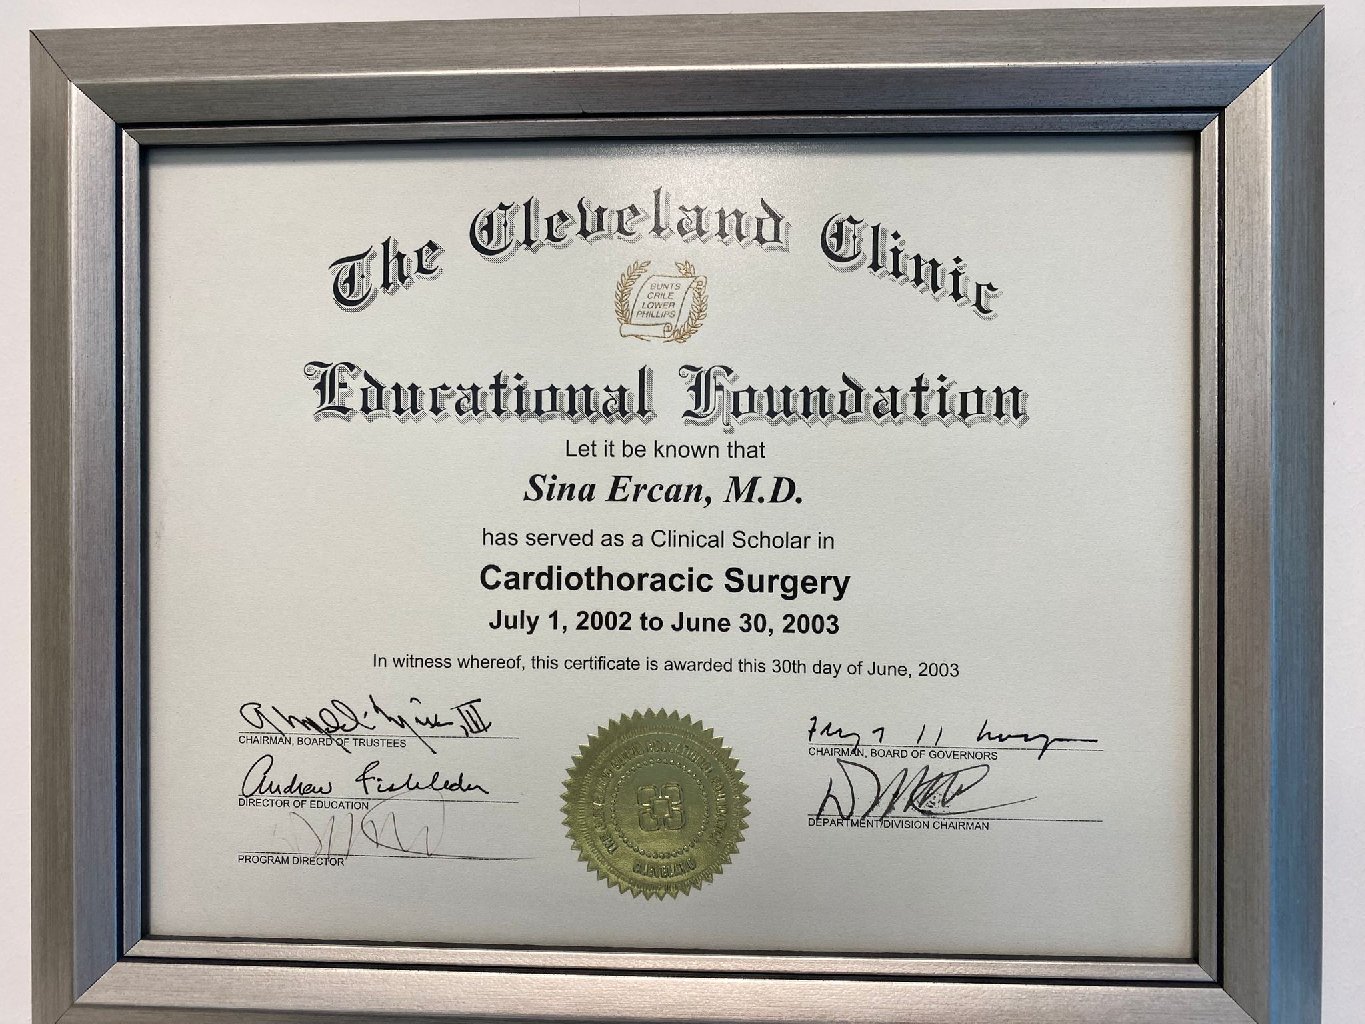 The Cleveland Clinic
BUNTS
CRILE
LOWER
PHILLIPS
Educational Foundation
Let it be known that
Sina Ercan, M.D.
has served as a Clinical Scholar in
Cardiothoracic Surgery
July 1, 2002 to June 30, 2003
In witness whereof, this certificate is awarded this 30th day of June, 2003
CHAIRMAN, BOARD OF TRUSTEES
CHAIRMAN, BOARD OF GOVERNORS
Andrew Fishleder
DIRECTOR OF EDUCATION
DEPARTMENT/DIVISION CHAIRMAN
PROGRAM DIRECTOR
CLEVELAND